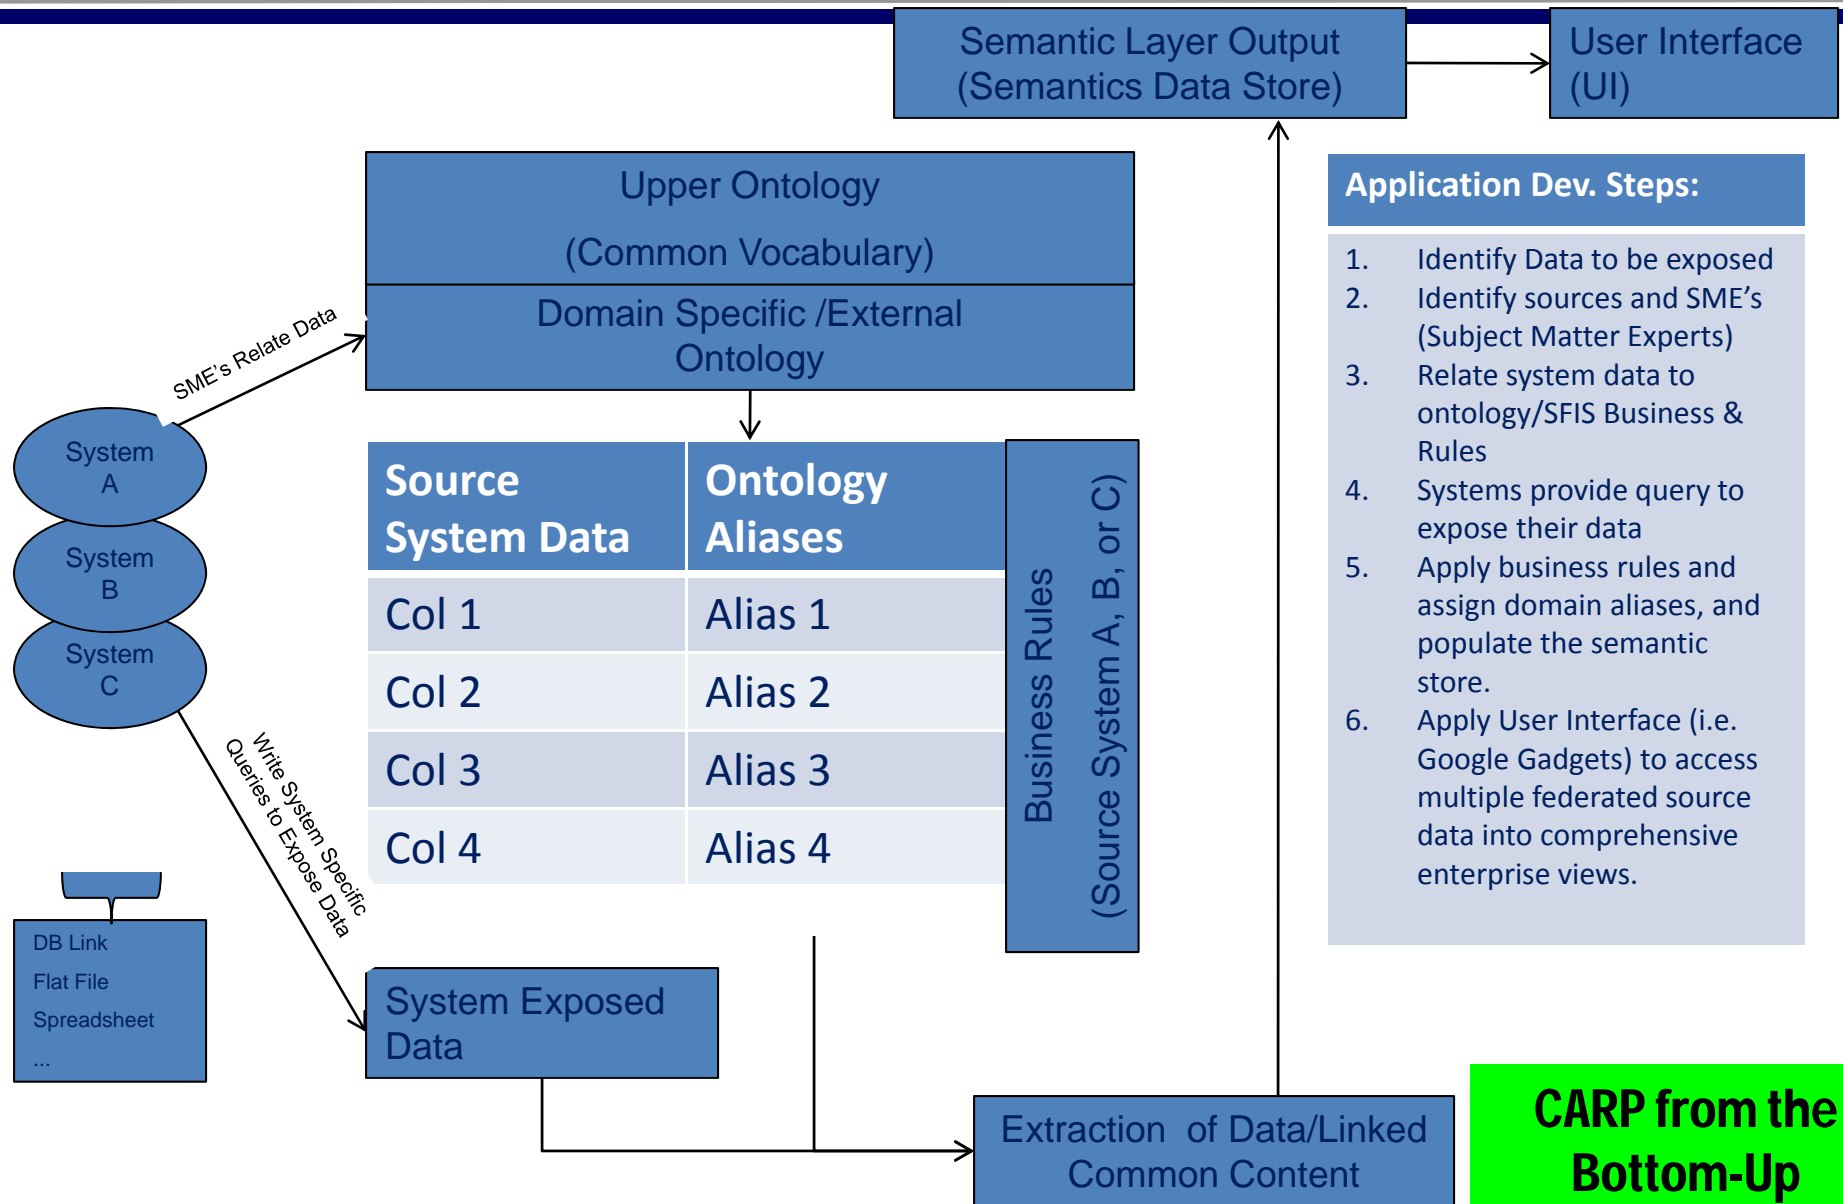 Semantic Layer Output
(Semantics Data Store)
User Interface
(UI)
Upper Ontology
(Common Vocabulary)
Domain Specific /External
Ontology
SME's Relate Data
System
A
System
B
System
C
Write System Specific
Queries to Expose Data
DB Link
Flat File
Spreadsheet
...
Source
System Data
Ontology
Aliases
Col 1
Alias 1
Col 2
Alias 2
Col 3
Alias 3
Col 4
Alias 4
Business Rules
(Source System A, B, or C)
System Exposed
Data
Extraction of Data/Linked
Common Content
Application Dev. Steps:
1. Identify Data to be exposed
2. Identify sources and SME's
(Subject Matter Experts)
3. Relate system data to
ontology/SFIS Business &
Rules
4. Systems provide query to
expose their data
5. Apply business rules and
assign domain aliases, and
populate the semantic
store.
6. Apply User Interface (i.e.
Google Gadgets) to access
multiple federated source
data into comprehensive
enterprise views.
CARP from the
Bottom-Up